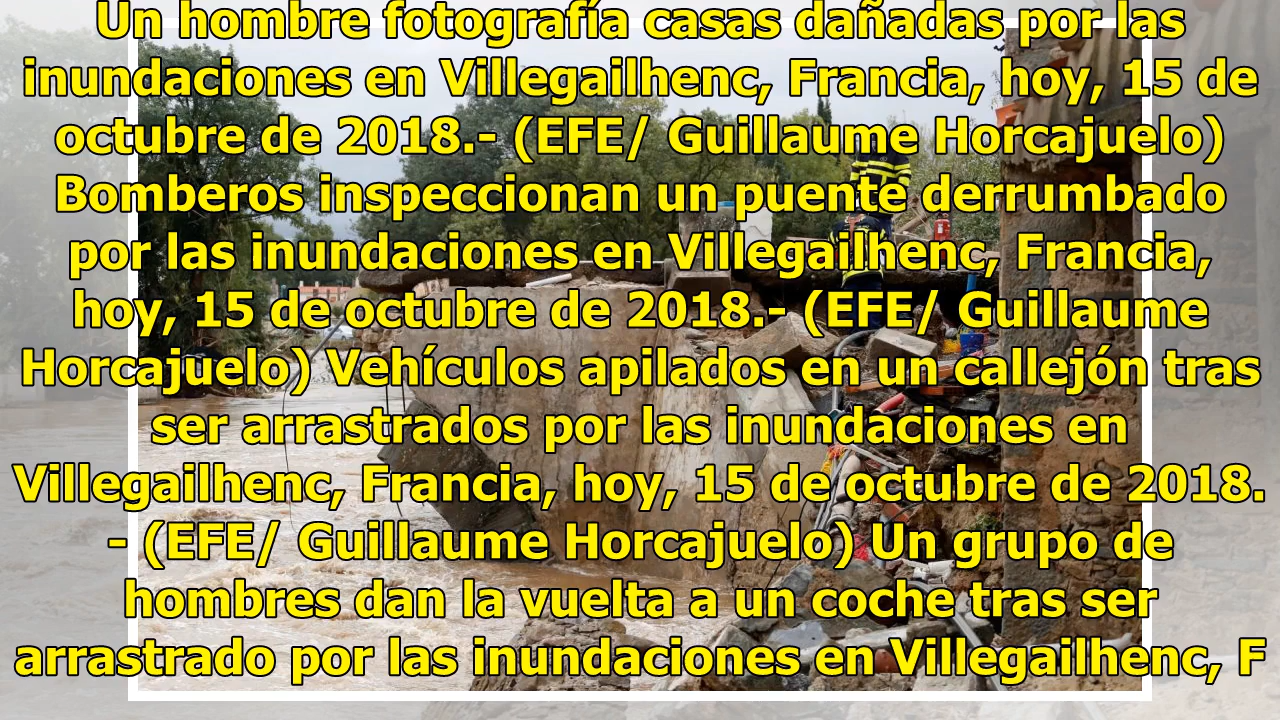 Un hombre fotografía casas dañadas por las
inundaciones en Villegailhenc, Francia, hoy, 15 de
octubre de 2018.- (EFE/ Guillaume Horcajuelo)
Bomberos inspeccionan un puente derrumbado
por las inundaciones en Villegailhenc, Francia,
hoy, 15 de octubre de 2018.- (EFE/ Guillaume
Horcajuelo) Vehículos apilados en un callejón tras
ser arrastrados por las inundaciones en
Villegailhenc, Francia, hoy, 15 de octubre de 2018.
- (EFE/ Guillaume Horcajuelo) Un grupo de
hombres dan la vuelta a un coche tras ser
arrastrado por las inundaciones en Villegailhenc, F